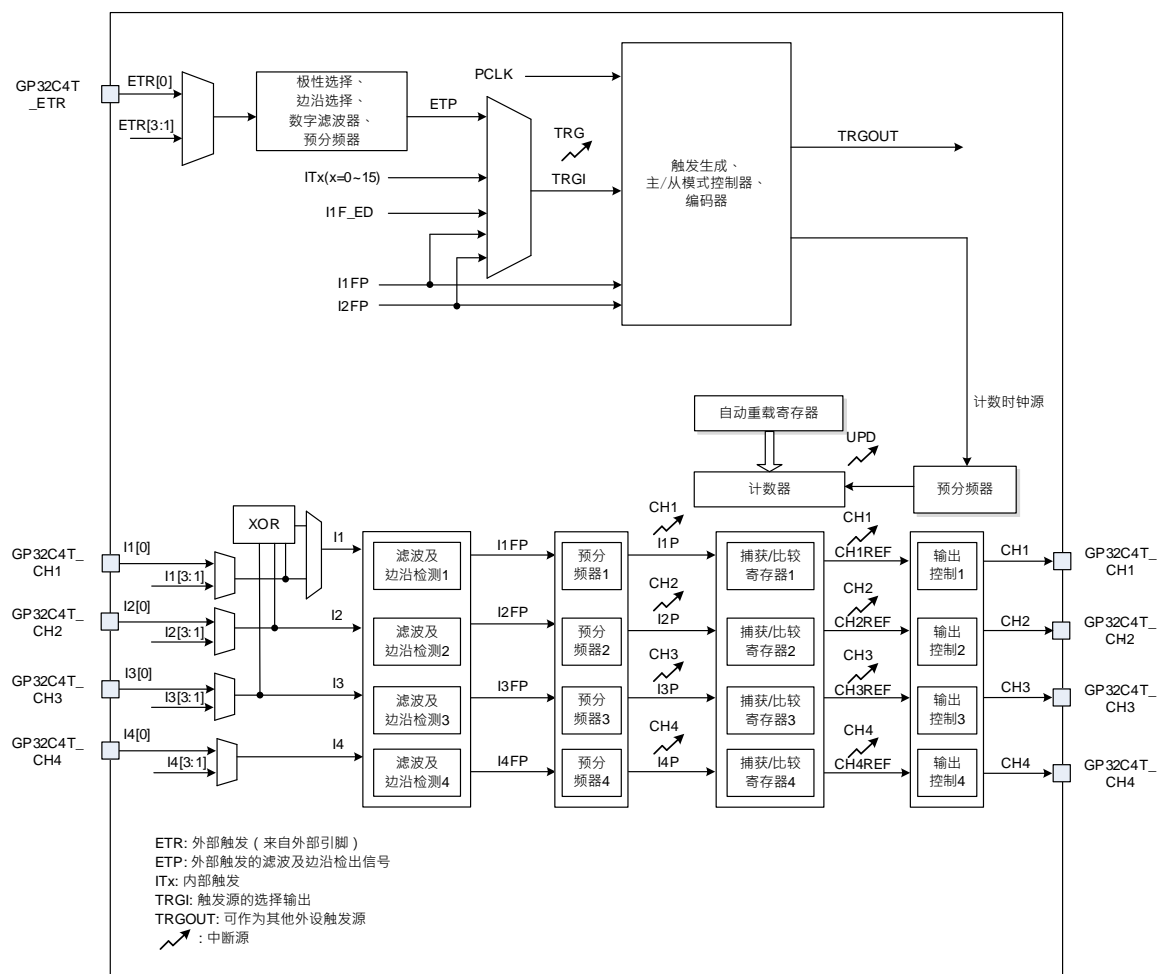 GP32C4T
_ETR
ETR[0]
ETR[3:1]
极性选择、
边沿选择、
数字滤波器、
预分频器
ETP
PCLK
ITx(x=0~15)
I1F_ED
I1FP
I2FP
TRG
TRGI
触发生成、
主/从模式控制器、
编码器
TRGOUT
计数时钟源
自动重载寄存器
UPD
计数器
预分频器
XOR
GP32C4T_
CH1
I1[0]
I1[3:1]
I1
滤波及
边沿检测1
I1FP
预分
频器1
CH1
I1P
捕获/比较
寄存器1
CH1
CH1REF
输出
控制1
CH1
GP32C4T_
CH1
GP32C4T_
CH2
I2[0]
I2[3:1]
I2
滤波及
边沿检测2
I2FP
预分
频器2
CH2
I2P
捕获/比较
寄存器2
CH2
CH2REF
输出
控制2
CH2
GP32C4T_
CH2
GP32C4T_
CH3
I3[0]
I3[3:1]
I3
滤波及
边沿检测3
I3FP
预分
频器3
CH3
I3P
捕获/比较
寄存器3
CH3
CH3REF
输出
控制3
CH3
GP32C4T_
CH3
GP32C4T_
CH4
I4[0]
I4[3:1]
I4
滤波及
边沿检测4
I4FP
预分
频器4
CH4
I4P
捕获/比较
寄存器4
CH4
CH4REF
输出
控制4
CH4
GP32C4T_
CH4
ETR: 外部触发（来自外部引脚）
ETP: 外部触发的滤波及边沿检出信号
ITx: 内部触发
TRGI: 触发源的选择输出
TRGOUT: 可作为其他外设触发源
: 中断源